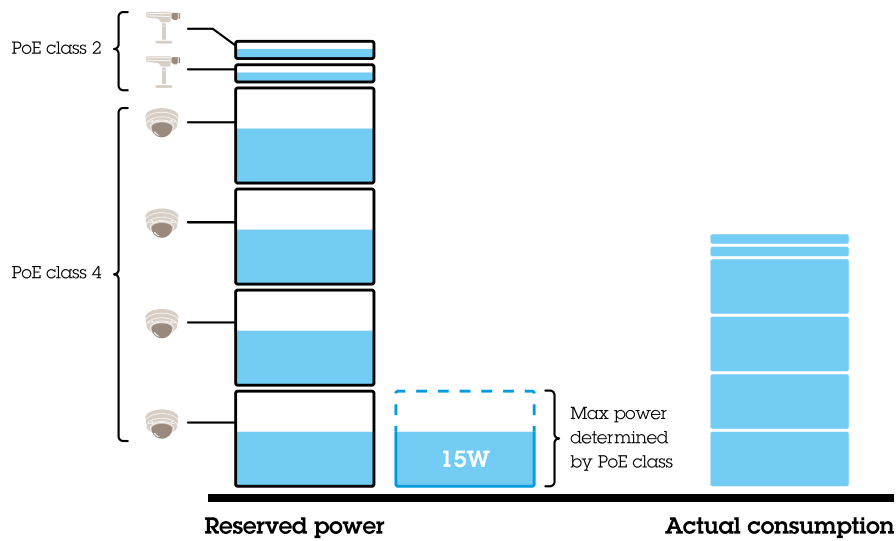 PoE class 2
PoE class 4
15W
Max power
determined
by PoE class
Reserved power
Actual consumption